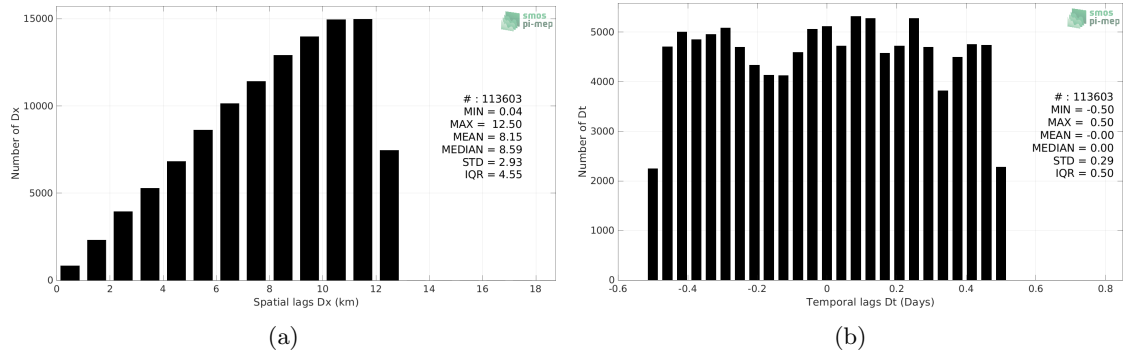 15000
10000
5000
0
Number of Dx
smos
pi-mep
# : 113603
MIN = 0.04
MAX = 12.50
MEAN = 8.15
MEDIAN = 8.59
STD = 2.93
IQR = 4.55
0 2 4 6 8 10 12 14 16 18
Spatial lags Dx (km)
(a)
5000
4000
3000
2000
1000
0
Number of Dt
smos
pi-mep
# : 113603
MIN = -0.50
MAX = 0.50
MEAN = -0.00
MEDIAN = 0.00
STD = 0.29
IQR = 0.50
-0.6 -0.4 -0.2 0 0.2 0.4 0.6 0.8
Temporal lags Dt (Days)
(b)